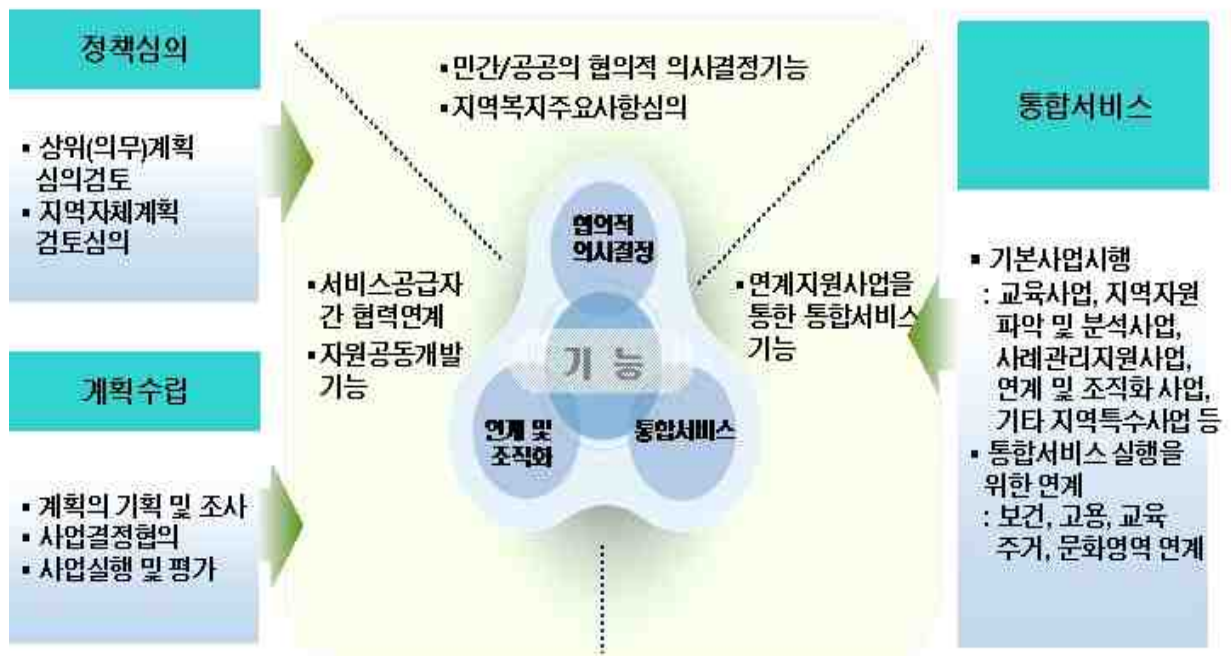 정책심의
▪ 상위(의무)계획
심의검토
▪ 지역자체계획
검토심의
계획수립
▪ 계획의 기획 및 조사
▪ 사업결정협의
▪ 사업실행 및 평가
▪ 민간/공공의 협의적 의사결정기능
▪ 지역복지주요사항심의
▪ 서비스공급자
간 협력연계
▪ 자원공동개발
기능
협의적
의사결정
기 능
연계 및
조직화
통합서비스
▪ 연계지원사업을
통한 통합서비스
기능
통합서비스
▪ 기본사업시행
: 교육사업, 지역자원
파악 및 분석사업,
사례관리지원사업,
연계 및 조직화 사업,
기타 지역특수사업 등
▪ 통합서비스 실행을
위한 연계
: 보건, 고용, 교육
주거, 문화영역 연계